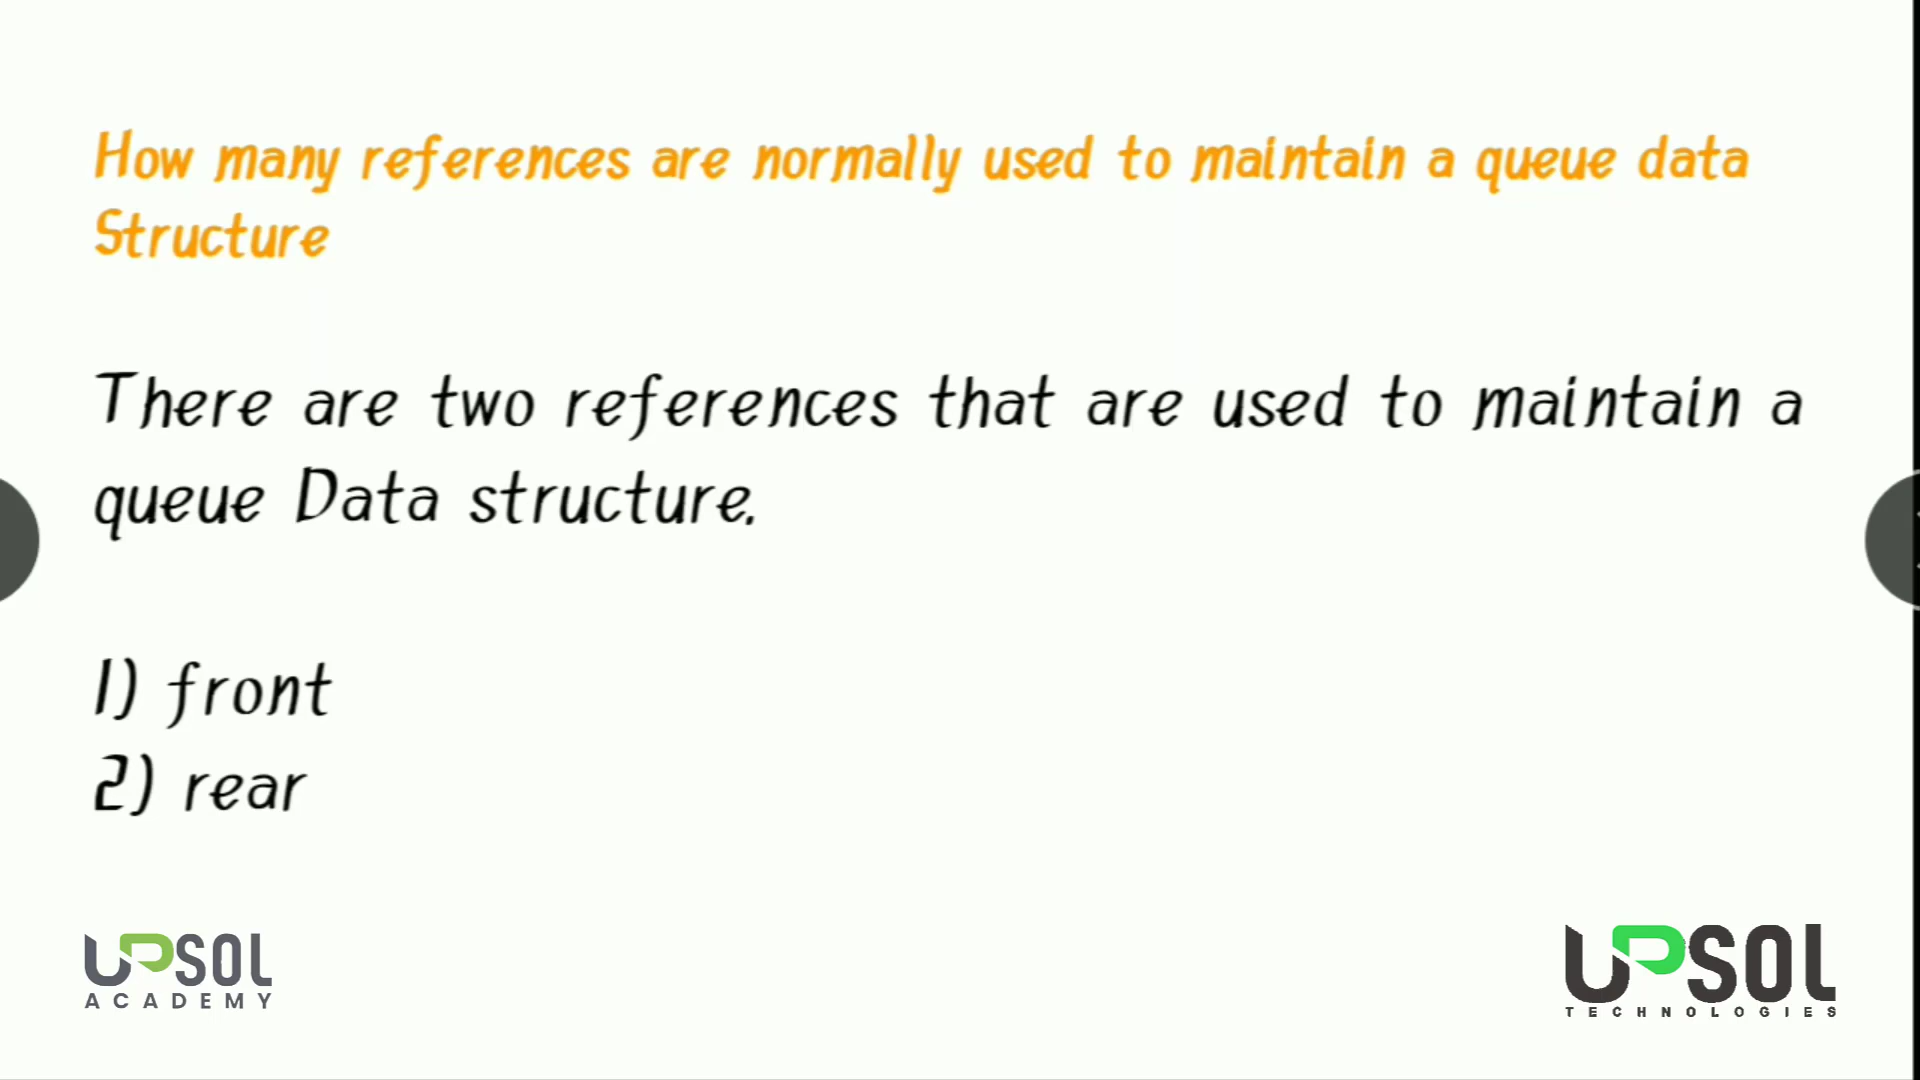 How many references are normally used to maintain a queue data
Structure
There are two references that are used to maintain a
queue Data structure.
1) front
2) rear
UPSOL
ACADEMY
UPSOL
TECHNOLOGIES